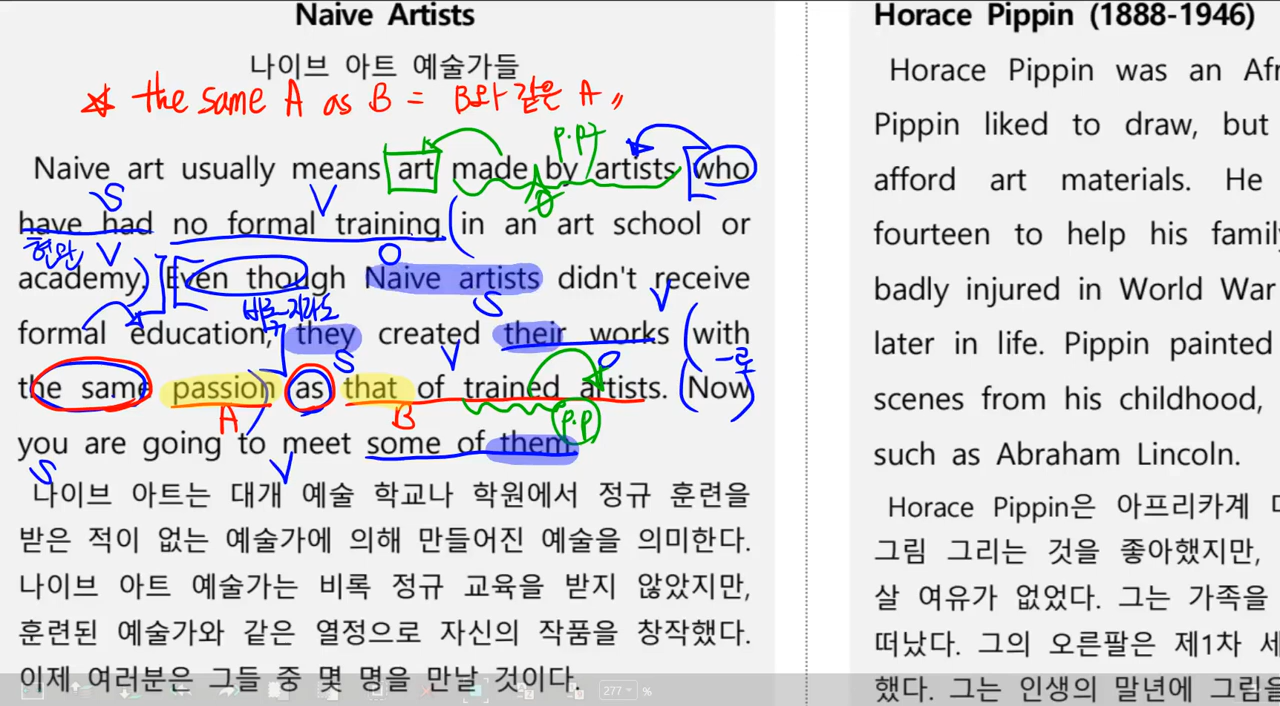 Naive Artists
나이브 아트 예술가들
☆ the same A as B = B와 같은 A 〃
p.p
Naive art usually means art made by artists who
S V
have had no formal training (in an art school or
현완 V O
academy. Even though Naive artists didn't receive
비록~지라도 S V
formal education, they created their works (with
S V O ~로
the same passion) as that of trained artists. (Now)
A B p.p
you are going to meet some of them.
S V
나이브 아트는 대개 예술 학교나 학원에서 정규 훈련을
받은 적이 없는 예술가에 의해 만들어진 예술을 의미한다.
나이브 아트 예술가는 비록 정규 교육을 받지 않았지만,
훈련된 예술가와 같은 열정으로 자신의 작품을 창작했다.
이제 여러분은 그들 중 몇 명을 만날 것이다.
277 %
Horace Pippin (1888-1946)
Horace Pippin was an Afr
Pippin liked to draw, but
afford art materials. He
fourteen to help his family
badly injured in World War
later in life. Pippin painted
scenes from his childhood,
such as Abraham Lincoln.
Horace Pippin은 아프리카계 미
그림 그리는 것을 좋아했지만,
살 여유가 없었다. 그는 가족을
떠났다. 그의 오른팔은 제1차 세
했다. 그는 인생의 말년에 그림을